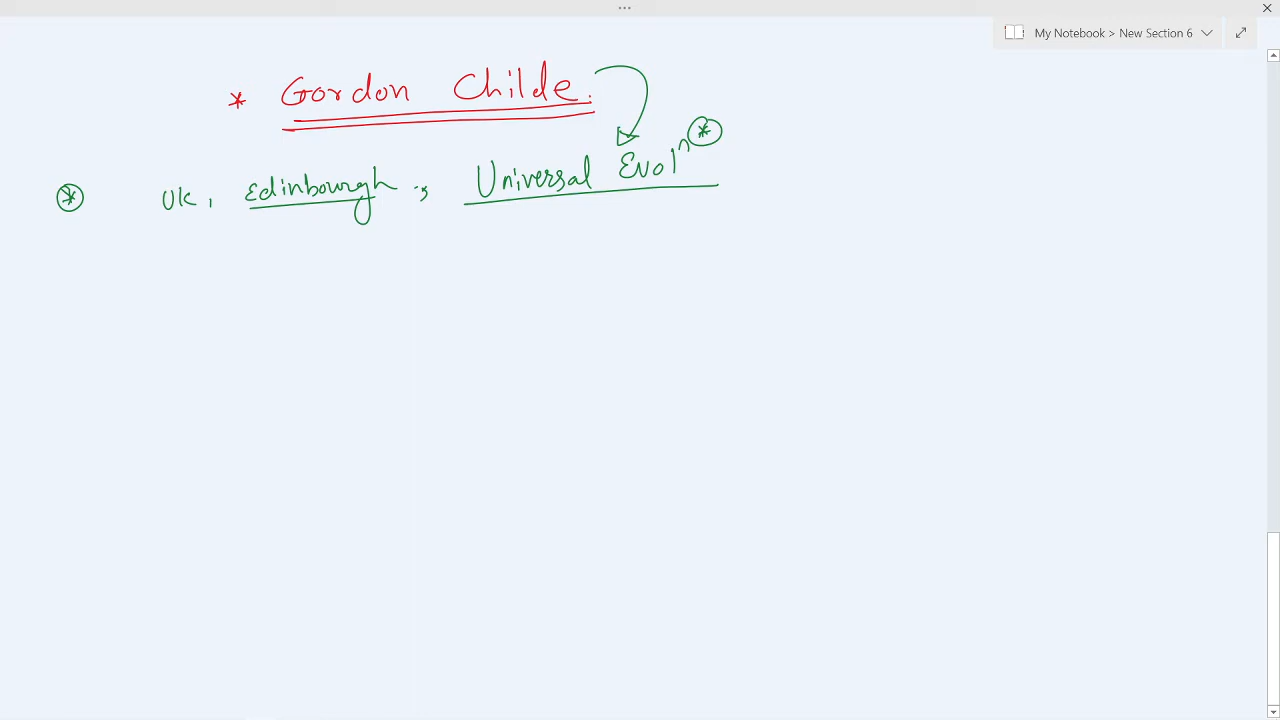 My Notebook > New Section 6
* Gordon Childe.
* UK, Edinbourgh ; Universal Evolⁿ *